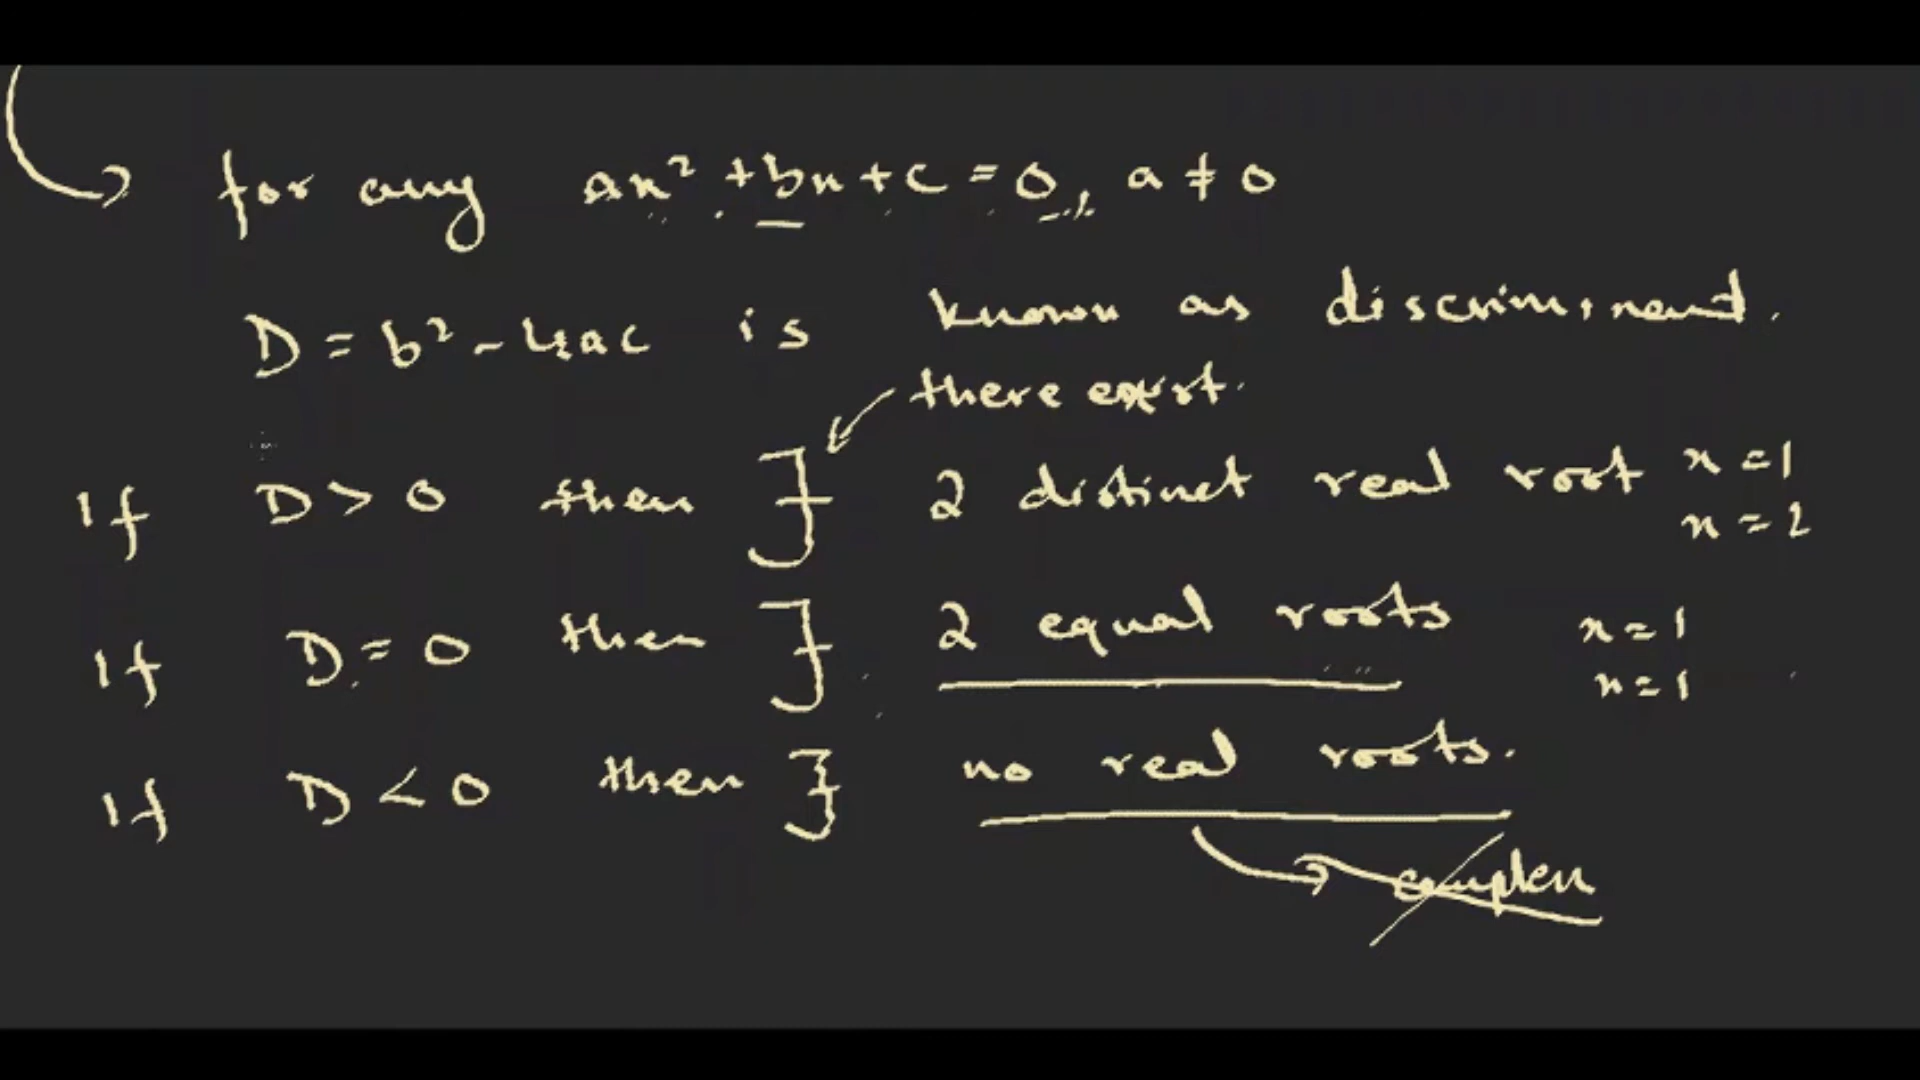 for any ax² + bx + c = 0, a ≠ 0
D = b² - 4ac is known as discriminant.
there exist.
If D > 0 then ∃ 2 distinct real root x = 1
x = 2
If D = 0 then ∃ 2 equal roots x = 1
x = 1
If D < 0 then ∄ no real roots.
complex